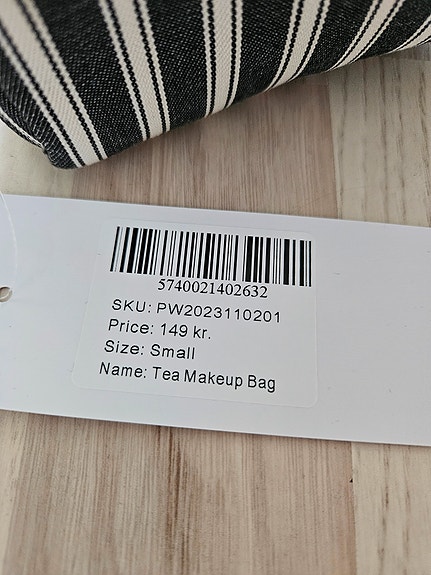 5740021402632
SKU: PW2023110201
Price: 149 kr.
Size: Small
Name: Tea Makeup Bag